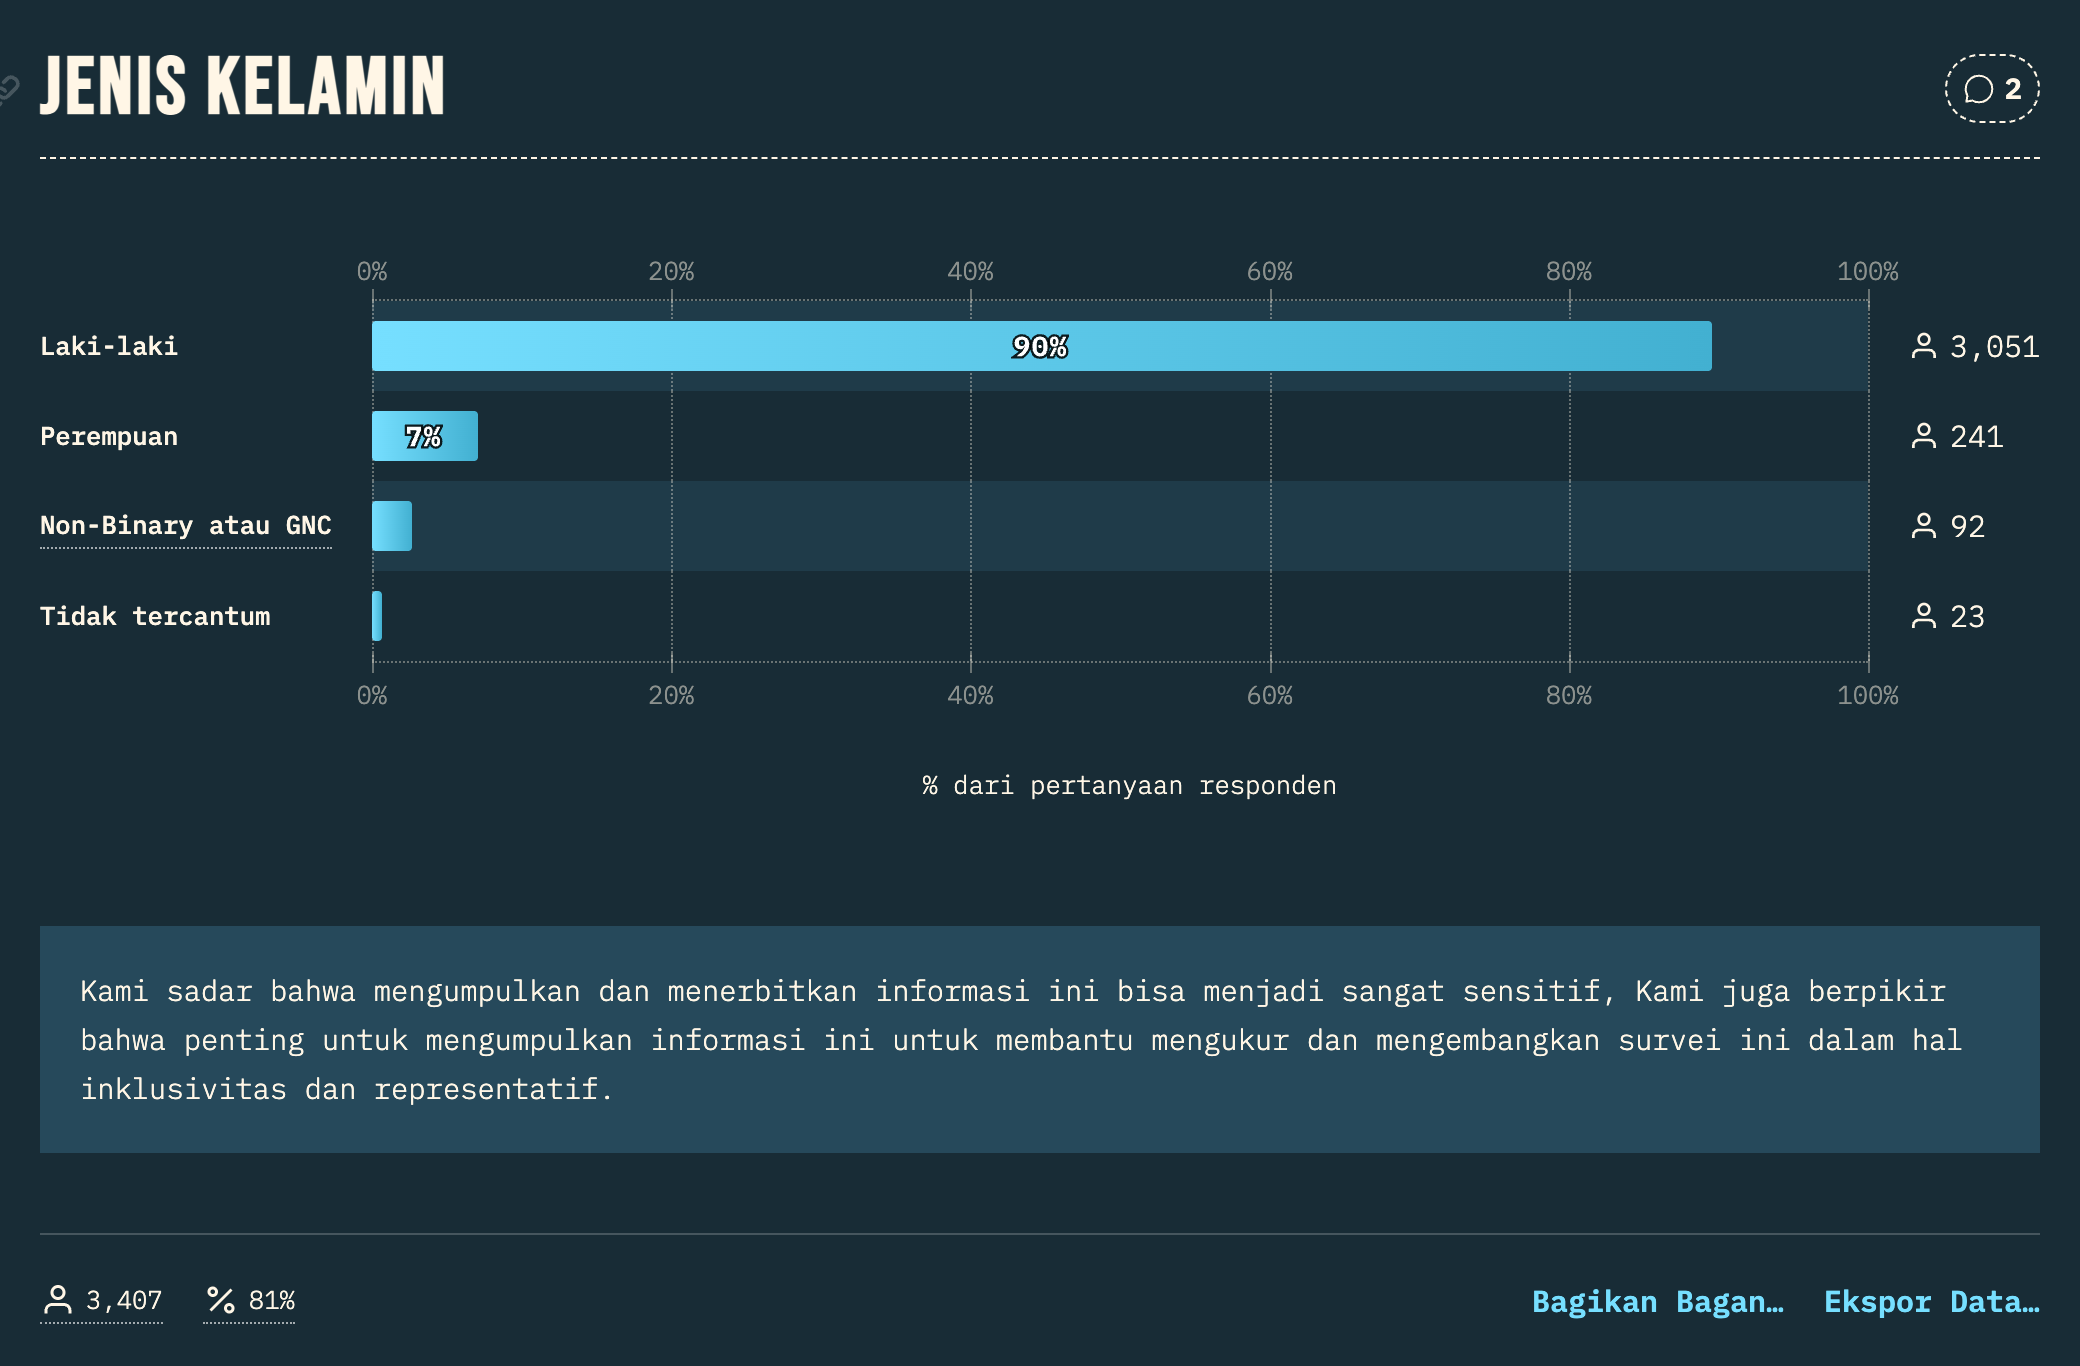 JENIS KELAMIN
2
0% 20% 40% 60% 80% 100%
Laki-laki 90% 3,051
Perempuan 7% 241
Non-Binary atau GNC 92
Tidak tercantum 23
0% 20% 40% 60% 80% 100%
% dari pertanyaan responden
Kami sadar bahwa mengumpulkan dan menerbitkan informasi ini bisa menjadi sangat sensitif, Kami juga berpikir
bahwa penting untuk mengumpulkan informasi ini untuk membantu mengukur dan mengembangkan survei ini dalam hal
inklusivitas dan representatif.
3,407 81% Bagikan Bagan… Ekspor Data…